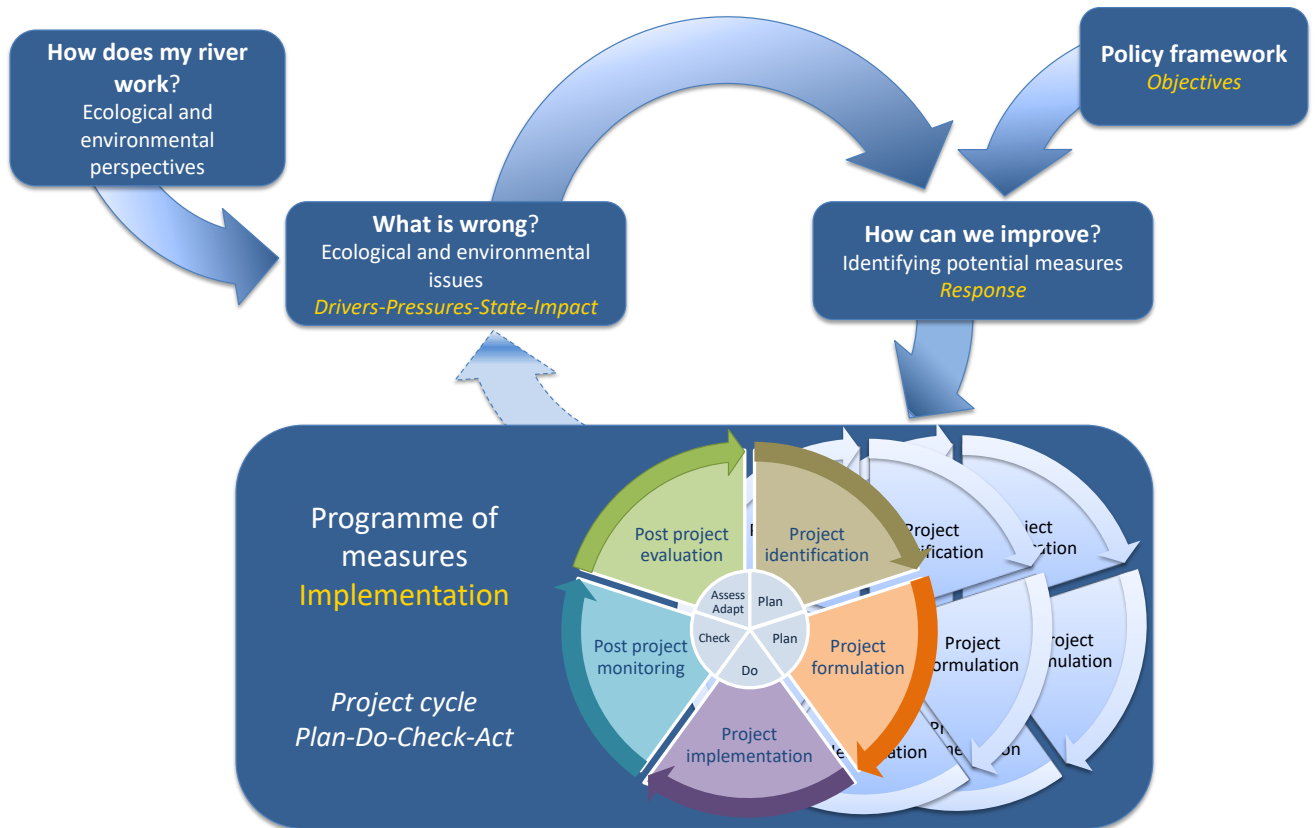 How does my river
work?
Ecological and
environmental
perspectives
Policy framework
Objectives
What is wrong?
Ecological and environmental
issues
Drivers-Pressures-State-Impact
How can we improve?
Identifying potential measures
Response
Programme of
measures
Implementation
Project cycle
Plan-Do-Check-Act
Post project
evaluation
Project
identification
Assess
Adapt
Plan
Check
Plan
Do
Post project
monitoring
Project
formulation
Project
implementation
Project
Project
formulation